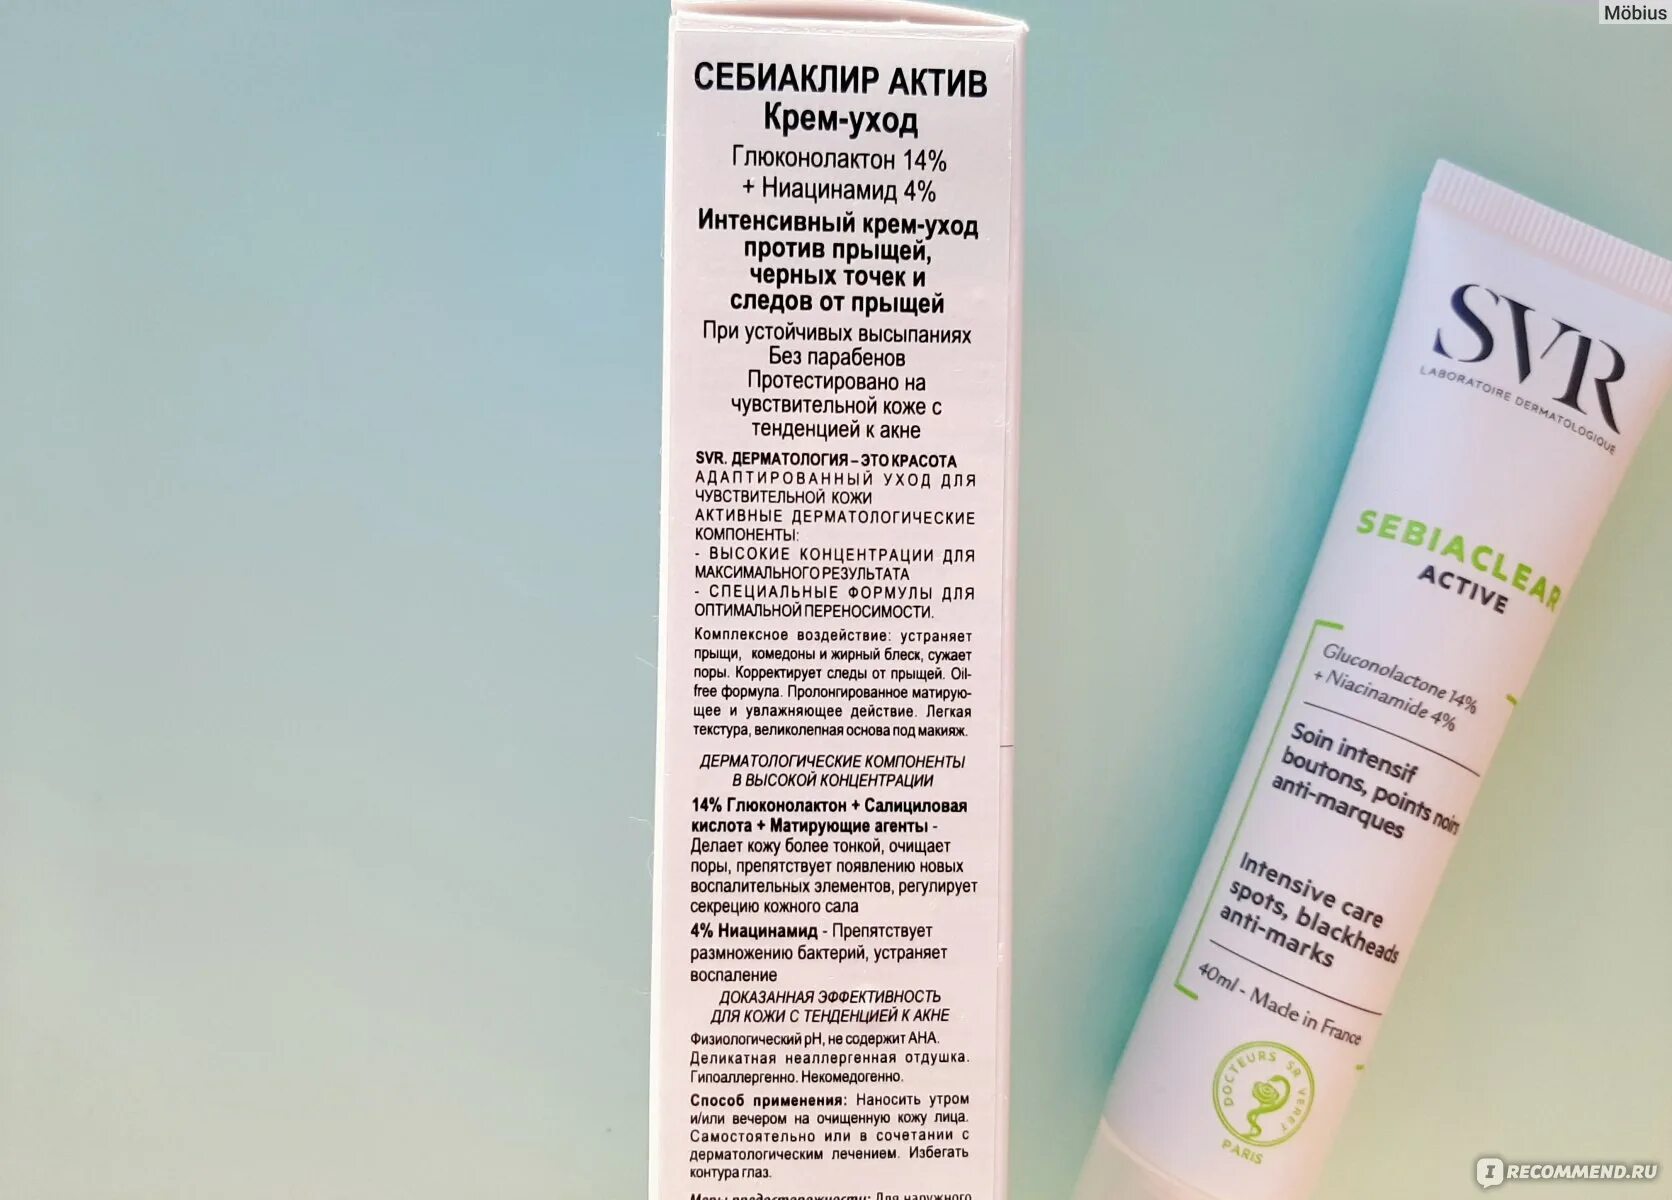 Möbius
СЕБИАКЛИР АКТИВ
Крем-уход
Глюконолактон 14%
+ Ниацинамид 4%
Интенсивный крем-уход
против прыщей,
черных точек и
следов от прыщей
При устойчивых высыпаниях
Без парабенов
Протестировано на
чувствительной коже с
тенденцией к акне
SVR. ДЕРМАТОЛОГИЯ – ЭТО КРАСОТА
АДАПТИРОВАННЫЙ УХОД ДЛЯ
ЧУВСТВИТЕЛЬНОЙ КОЖИ
АКТИВНЫЕ ДЕРМАТОЛОГИЧЕСКИЕ
КОМПОНЕНТЫ:
- ВЫСОКИЕ КОНЦЕНТРАЦИИ ДЛЯ
МАКСИМАЛЬНОГО РЕЗУЛЬТАТА
- СПЕЦИАЛЬНЫЕ ФОРМУЛЫ ДЛЯ
ОПТИМАЛЬНОЙ ПЕРЕНОСИМОСТИ.
Комплексное воздействие: устраняет
прыщи, комедоны и жирный блеск, сужает
поры. Корректирует следы от прыщей. Oil-
free формула. Пролонгированное матирую-
щее и увлажняющее действие. Легкая
текстура, великолепная основа под макияж.
ДЕРМАТОЛОГИЧЕСКИЕ КОМПОНЕНТЫ
В ВЫСОКОЙ КОНЦЕНТРАЦИИ
14% Глюконолактон + Салициловая
кислота + Матирующие агенты -
Делает кожу более тонкой, очищает
поры, препятствует появлению новых
воспалительных элементов, регулирует
секрецию кожного сала
4% Ниацинамид - Препятствует
размножению бактерий, устраняет
воспаление
ДОКАЗАННАЯ ЭФФЕКТИВНОСТЬ
ДЛЯ КОЖИ С ТЕНДЕНЦИЕЙ К АКНЕ
Физиологический pH, не содержит AHA.
Деликатная неаллергенная отдушка.
Гипоаллергенно. Некомедогенно.
Способ применения: Наносить утром
и/или вечером на очищенную кожу лица.
Самостоятельно или в сочетании с
дерматологическим лечением. Избегать
контура глаз.
Меры предосторожности: Для наружного
SVR
LABORATOIRE DERMATOLOGIQUE
SEBIACLEAR
ACTIVE
Gluconolactone 14%
+ Niacinamide 4%
Soin intensif
boutons, points noirs
anti-marques
Intensive care
spots, blackheads
anti-marks
40ml - Made in France
DOCTEURS SR VERET
PARIS
IRECOMMEND.RU